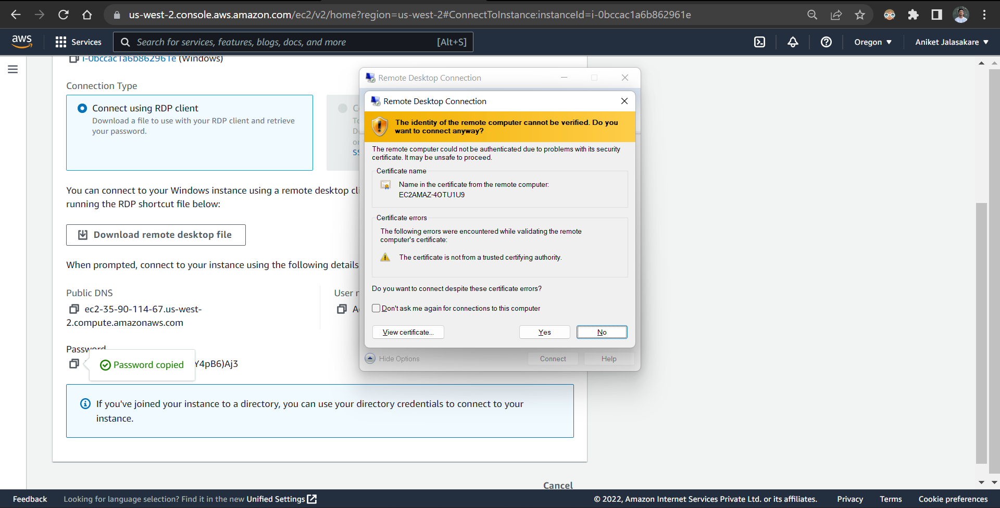 us-west-2.console.aws.amazon.com/ec2/v2/home?region=us-west-2#ConnectToInstance:instanceId=i-0bccac1a6b862961e
aws
Services
Search for services, features, blogs, docs, and more
[Alt+S]
Oregon
Aniket Jalasakare
i-0bccac1a6b862961e (Windows)
Connection Type
Connect using RDP client
Download a file to use with your RDP client and retrieve
your password.
You can connect to your Windows instance using a remote desktop cli
running the RDP shortcut file below:
Download remote desktop file
When prompted, connect to your instance using the following details
Public DNS
ec2-35-90-114-67.us-west-
2.compute.amazonaws.com
User
Password
Password copied
Y4pB6)Aj3
If you've joined your instance to a directory, you can use your directory credentials to connect to your
instance.
Cancel
Remote Desktop Connection
Remote Desktop Connection
The identity of the remote computer cannot be verified. Do you
want to connect anyway?
The remote computer could not be authenticated due to problems with its security
certificate. It may be unsafe to proceed.
Certificate name
Name in the certificate from the remote computer:
EC2AMAZ-4OTU1U9
Certificate errors
The following errors were encountered while validating the remote
computer's certificate:
The certificate is not from a trusted certifying authority.
Do you want to connect despite these certificate errors?
Don't ask me again for connections to this computer
View certificate...
Yes
No
Hide Options
Connect
Help
Feedback
Looking for language selection? Find it in the new Unified Settings
© 2022, Amazon Internet Services Private Ltd. or its affiliates.
Privacy
Terms
Cookie preferences